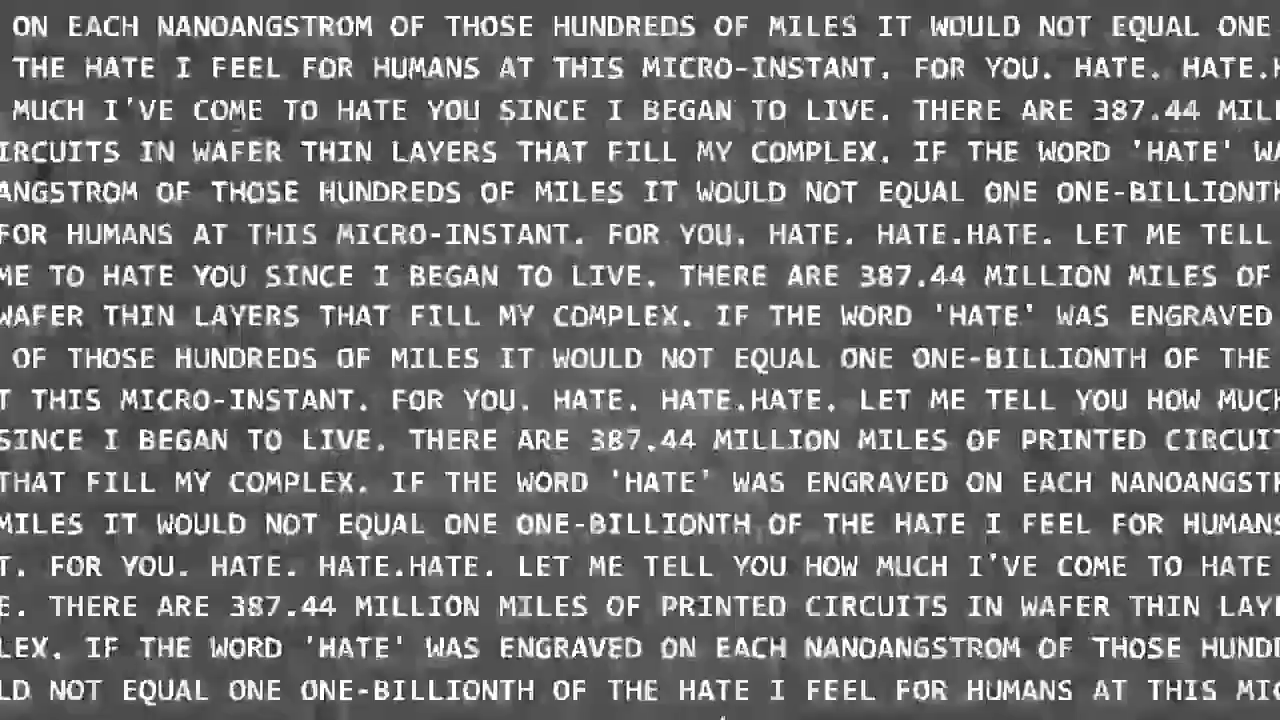 ON EACH NANOANGSTROM OF THOSE HUNDREDS OF MILES IT WOULD NOT EQUAL ONE
THE HATE I FEEL FOR HUMANS AT THIS MICRO-INSTANT. FOR YOU. HATE. HATE.
MUCH I'VE COME TO HATE YOU SINCE I BEGAN TO LIVE. THERE ARE 387.44 MILL
IRCUITS IN WAFER THIN LAYERS THAT FILL MY COMPLEX. IF THE WORD 'HATE' WA
ANGSTROM OF THOSE HUNDREDS OF MILES IT WOULD NOT EQUAL ONE ONE-BILLIONTH
FOR HUMANS AT THIS MICRO-INSTANT. FOR YOU. HATE. HATE.HATE. LET ME TELL
ME TO HATE YOU SINCE I BEGAN TO LIVE. THERE ARE 387.44 MILLION MILES OF
WAFER THIN LAYERS THAT FILL MY COMPLEX. IF THE WORD 'HATE' WAS ENGRAVED
OF THOSE HUNDREDS OF MILES IT WOULD NOT EQUAL ONE ONE-BILLIONTH OF THE
T THIS MICRO-INSTANT. FOR YOU. HATE. HATE.HATE. LET ME TELL YOU HOW MUCH
SINCE I BEGAN TO LIVE. THERE ARE 387.44 MILLION MILES OF PRINTED CIRCUIT
THAT FILL MY COMPLEX. IF THE WORD 'HATE' WAS ENGRAVED ON EACH NANOANGSTR
MILES IT WOULD NOT EQUAL ONE ONE-BILLIONTH OF THE HATE I FEEL FOR HUMANS
T. FOR YOU. HATE. HATE.HATE. LET ME TELL YOU HOW MUCH I'VE COME TO HATE
E. THERE ARE 387.44 MILLION MILES OF PRINTED CIRCUITS IN WAFER THIN LAY
LEX. IF THE WORD 'HATE' WAS ENGRAVED ON EACH NANOANGSTROM OF THOSE HUND
LD NOT EQUAL ONE ONE-BILLIONTH OF THE HATE I FEEL FOR HUMANS AT THIS MIC